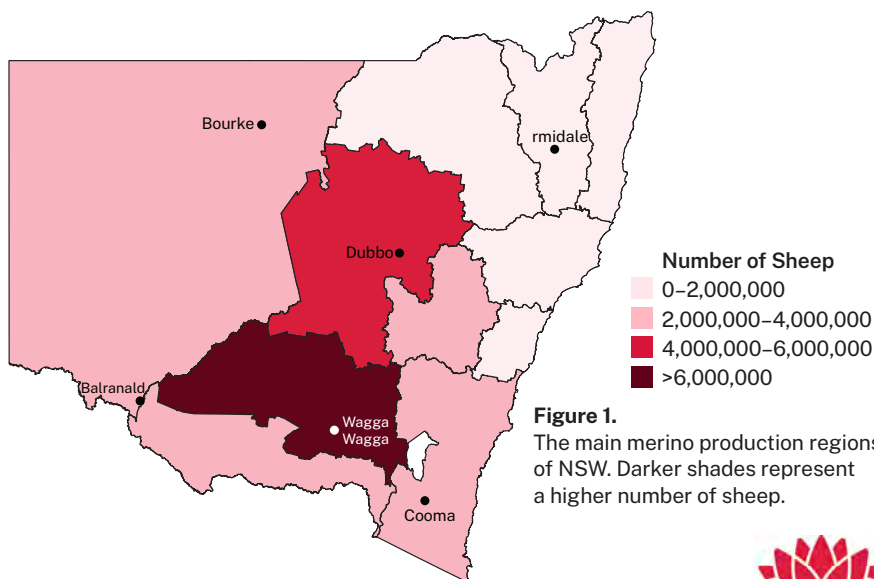 Bourke
rmidale
Dubbo
Number of Sheep
0–2,000,000
2,000,000–4,000,000
4,000,000–6,000,000
>6,000,000
Balranald
Wagga
Wagga
Figure 1.
The main merino production regions
of NSW. Darker shades represent
a higher number of sheep.
Cooma